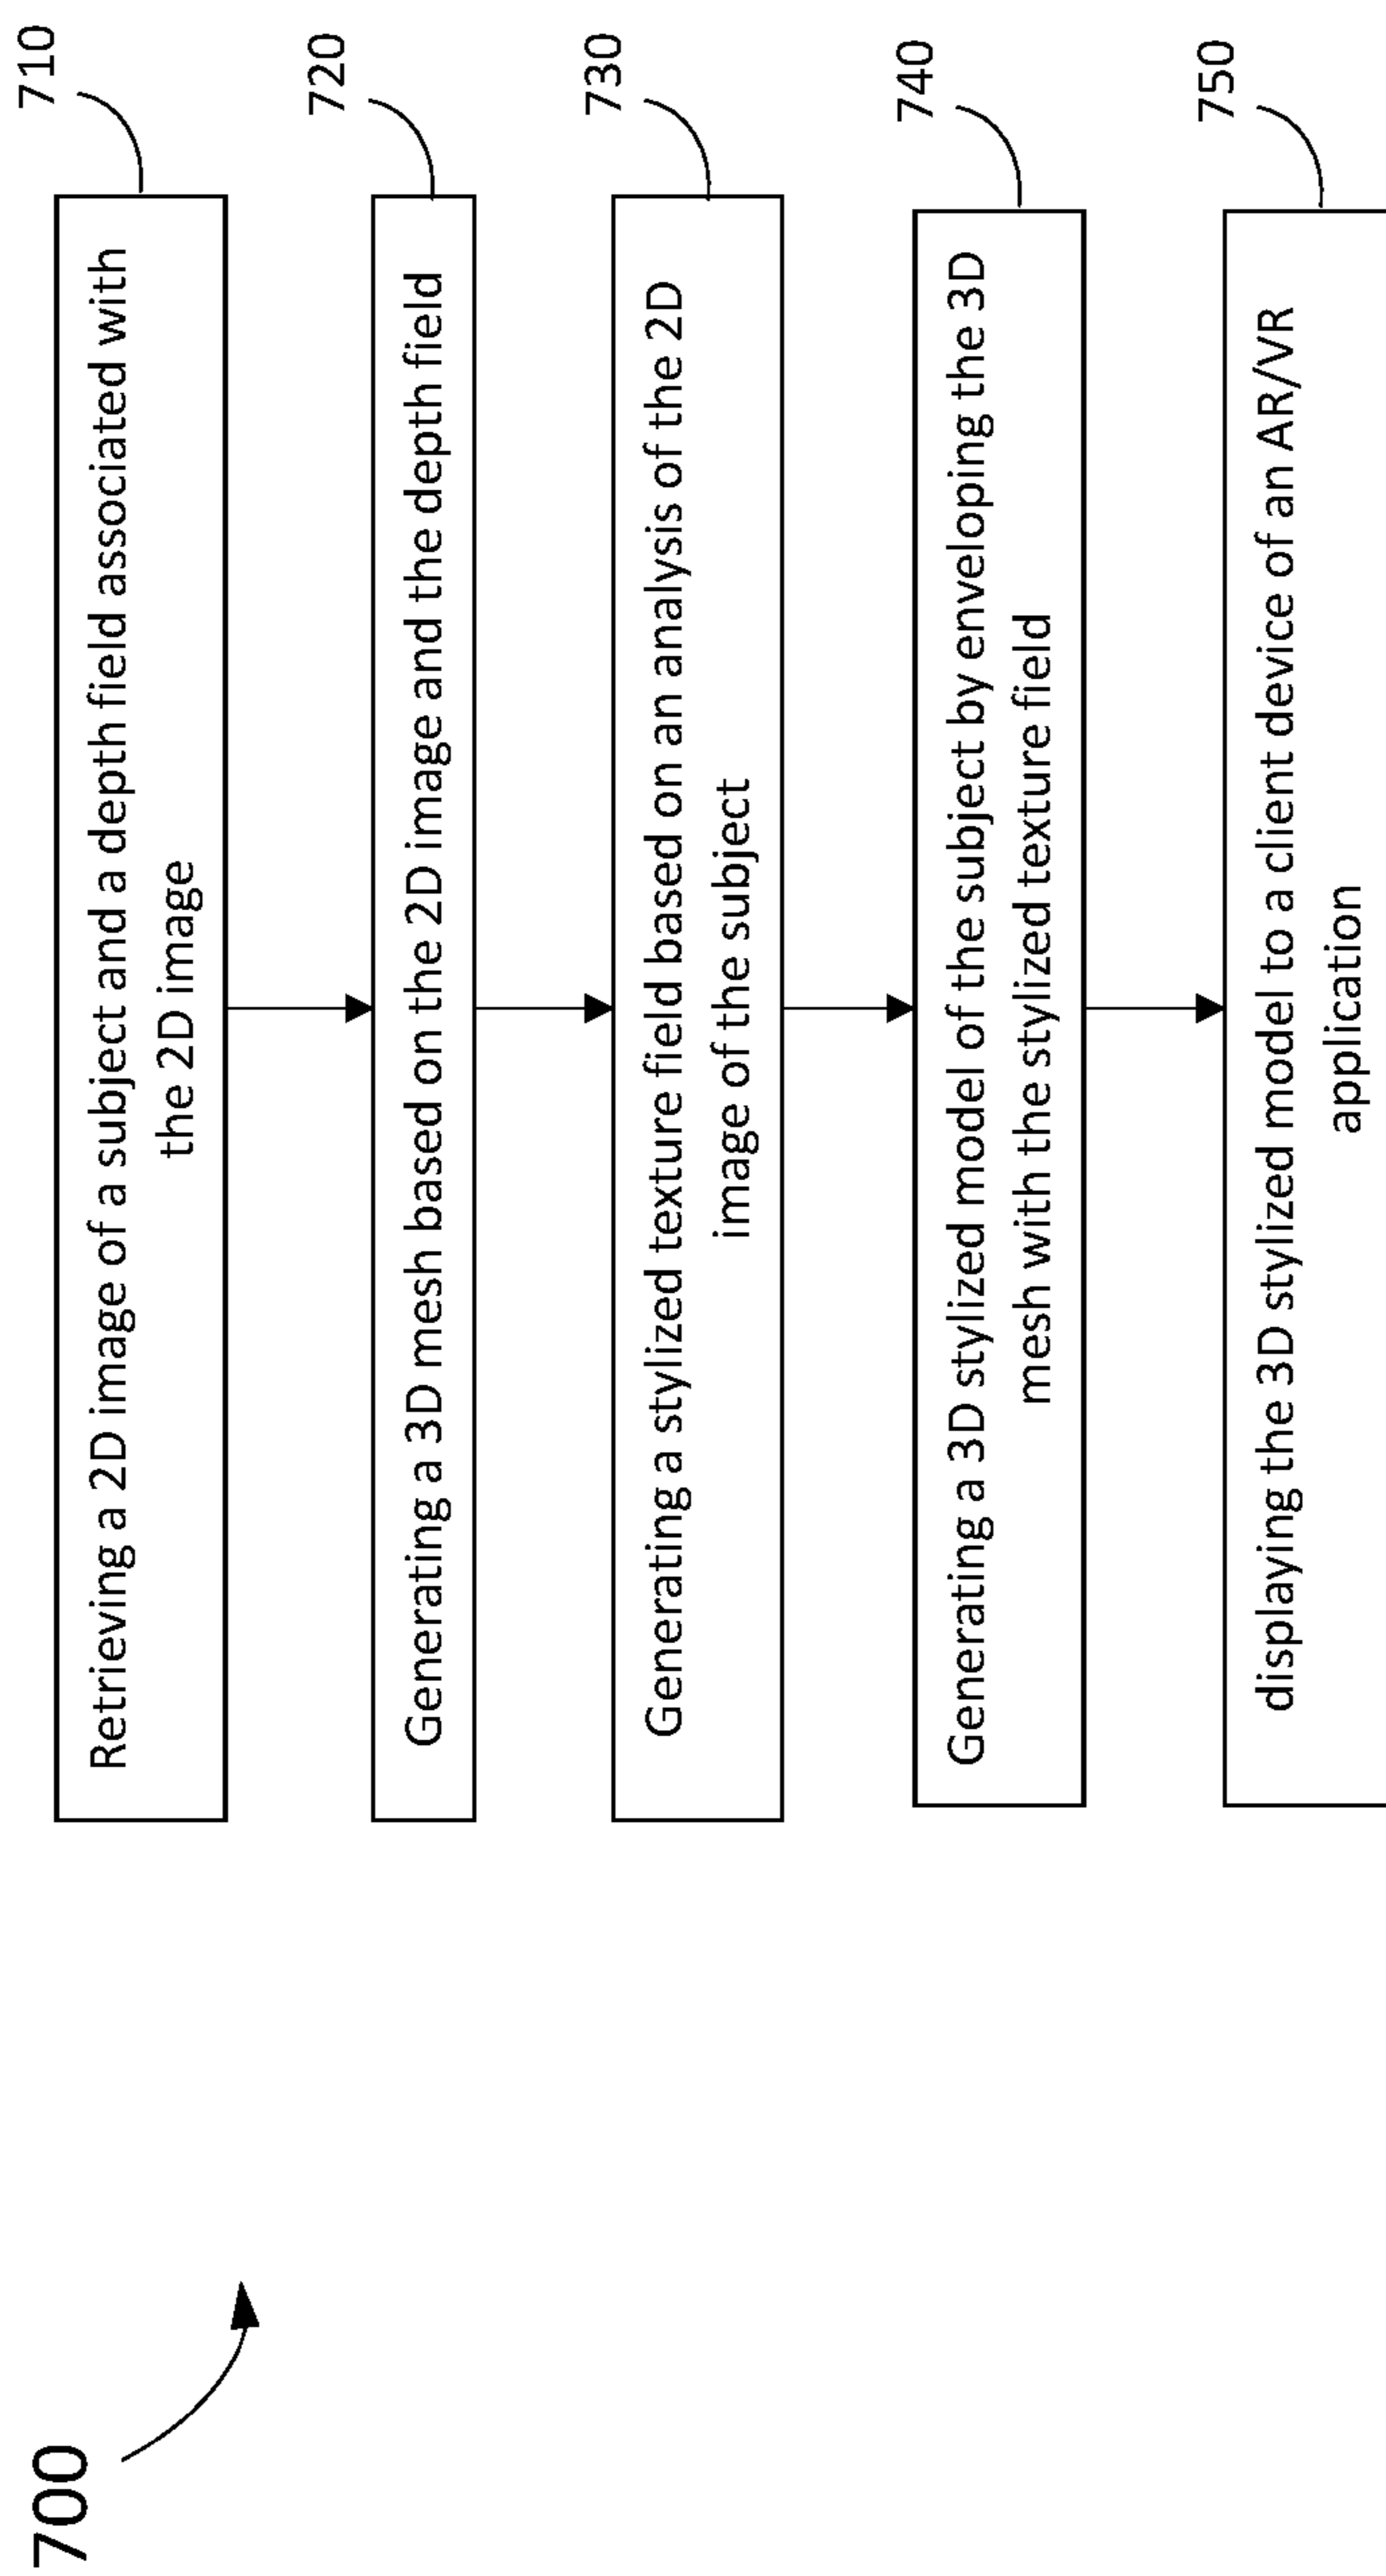 700
710
Retrieving a 2D image of a subject and a depth field associated with
the 2D image
720
Generating a 3D mesh based on the 2D image and the depth field
730
Generating a stylized texture field based on an analysis of the 2D
image of the subject
740
Generating a 3D stylized model of the subject by enveloping the 3D
mesh with the stylized texture field
750
displaying the 3D stylized model to a client device of an AR/VR
application